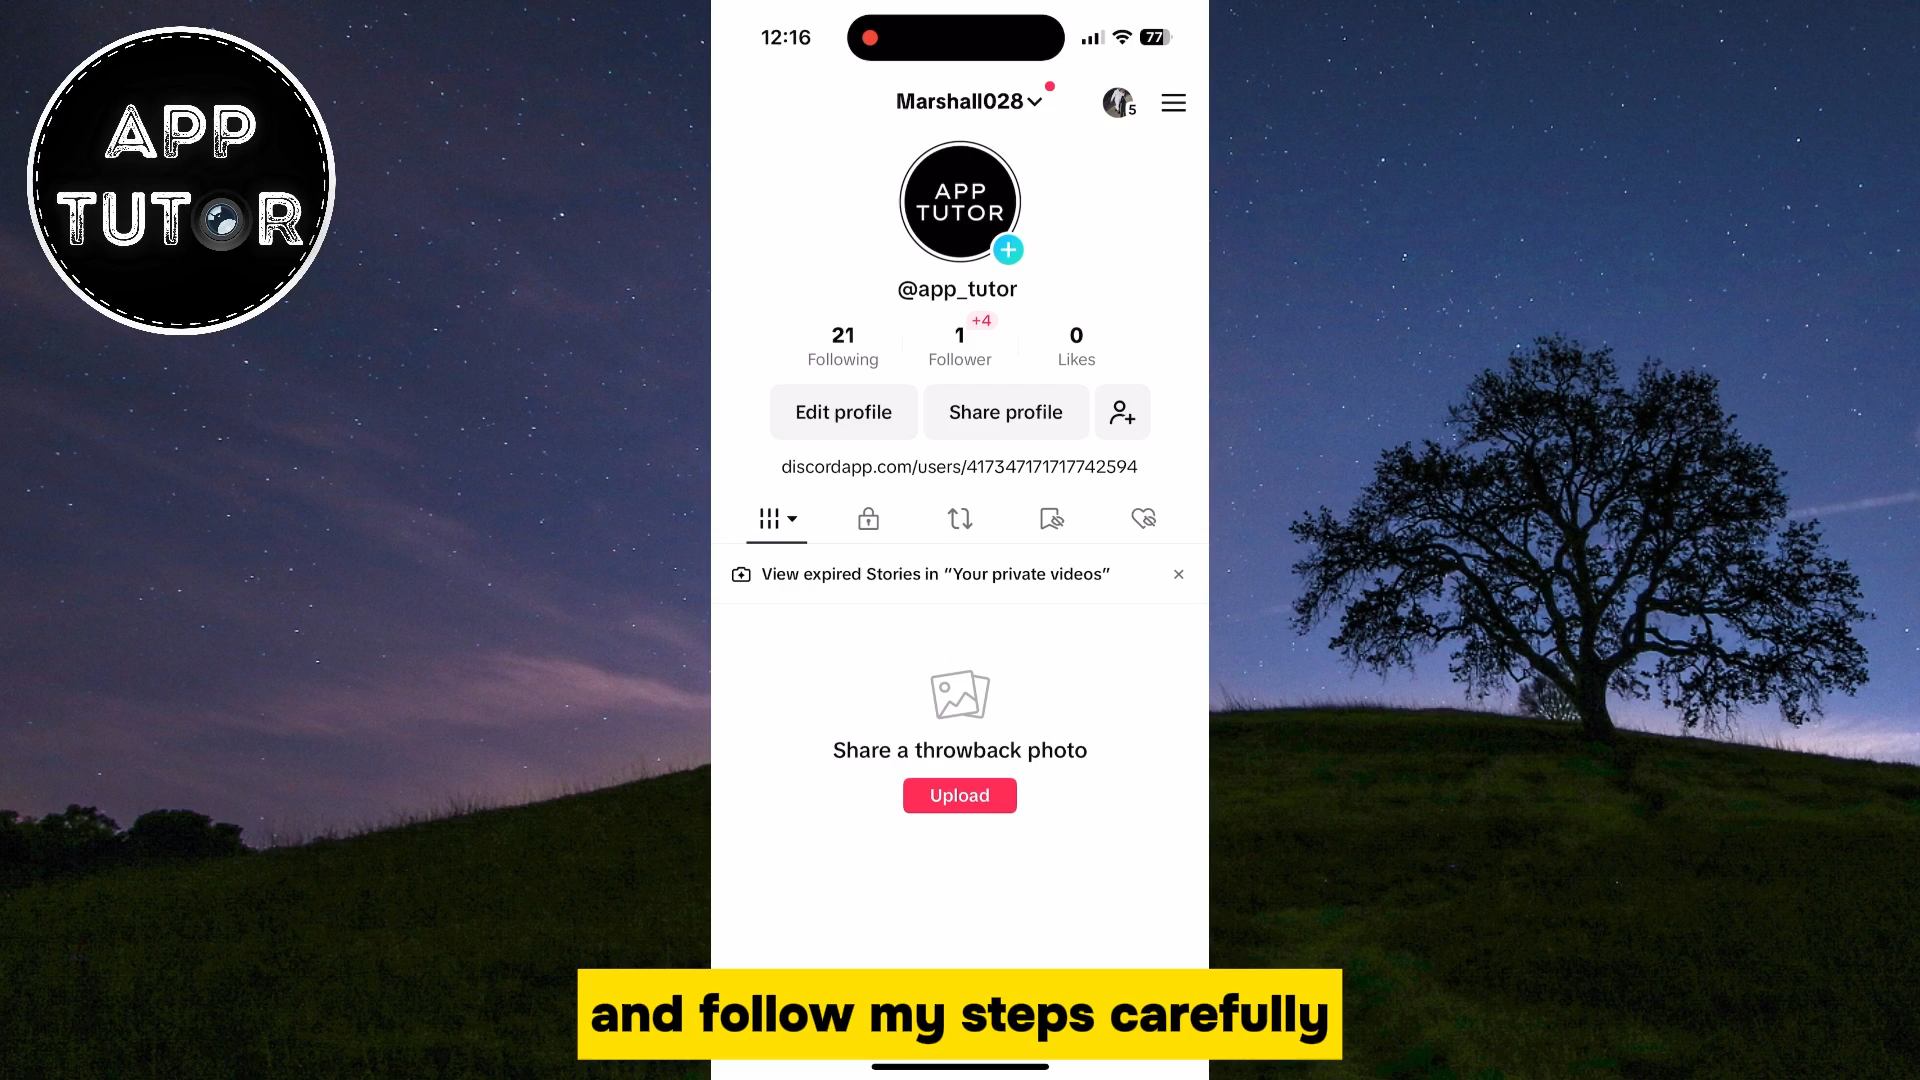 APP
TUTOR
12:16
77
Marshall028
5
APP
TUTOR
@app_tutor
+4
21
1
0
Following
Follower
Likes
Edit profile
Share profile
discordapp.com/users/417347171717742594
View expired Stories in “Your private videos”
Share a throwback photo
Upload
and follow my steps carefully